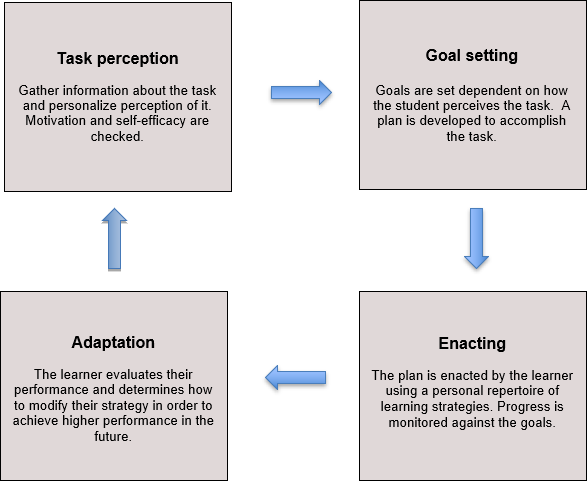 Task perception
Gather information about the task
and personalize perception of it.
Motivation and self-efficacy are
checked.
Goal setting
Goals are set dependent on how
the student perceives the task.  A
plan is developed to accomplish
the task.
Adaptation
The learner evaluates their
performance and determines how
to modify their strategy in order to
achieve higher performance in the
future.
Enacting
The plan is enacted by the learner
using a personal repertoire of
learning strategies. Progress is
monitored against the goals.